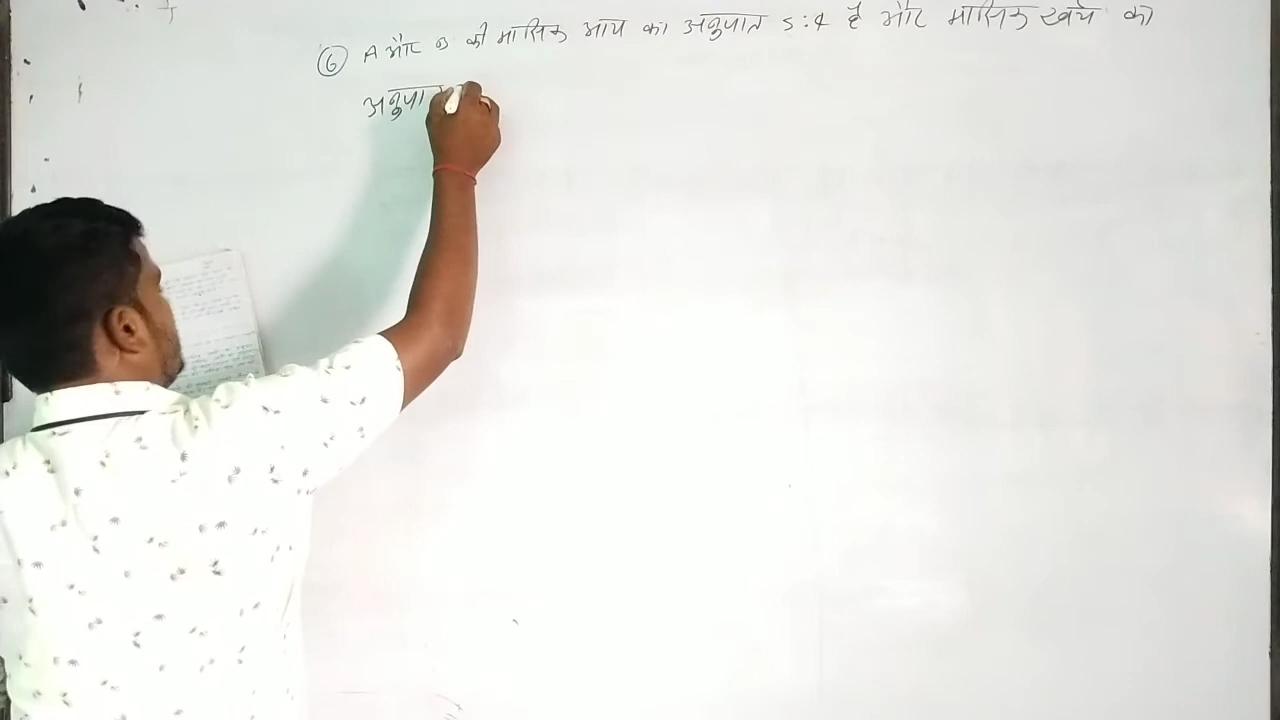 ⑥ A और B की मासिक आय का अनुपात 5:4 है और मासिक खर्च का
अनुपा